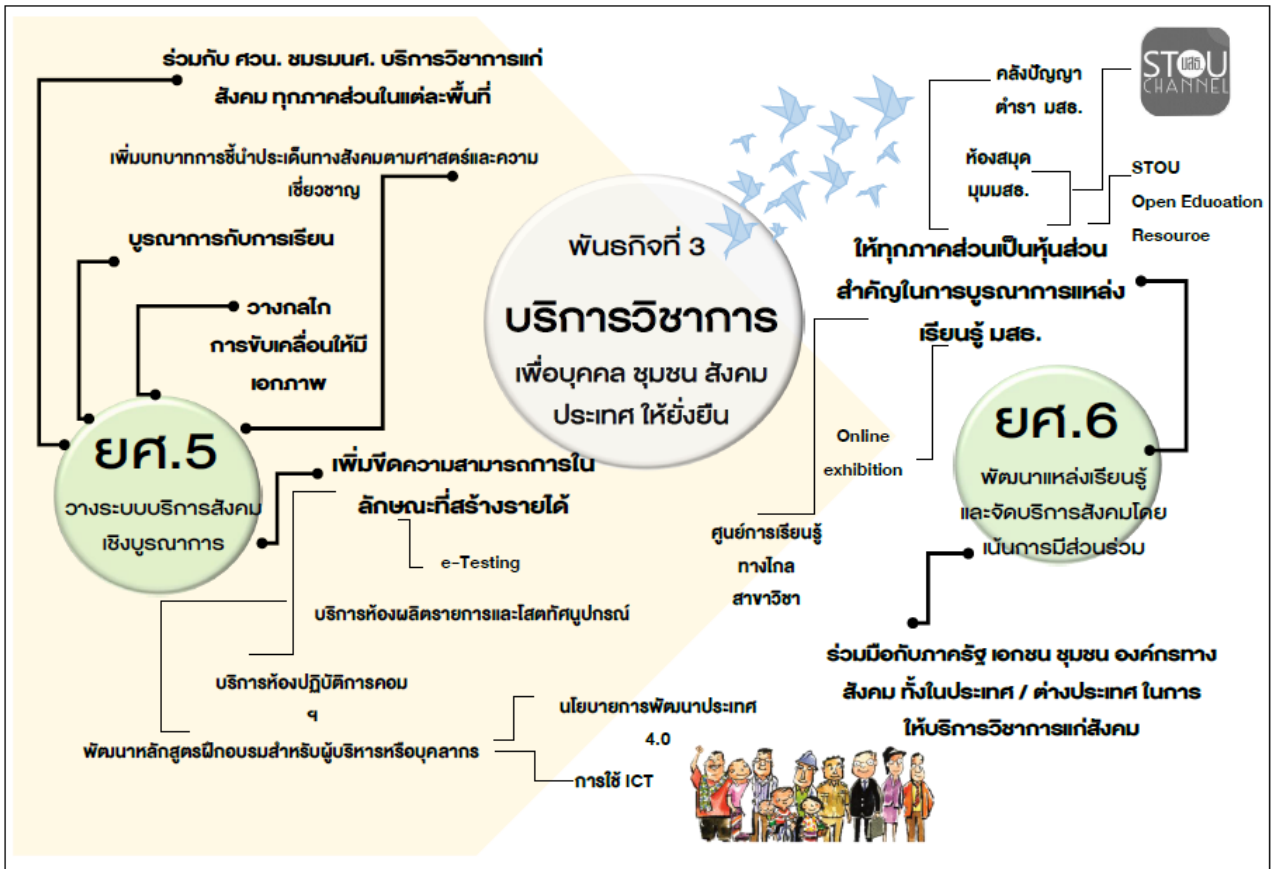 ร่วมกับ ศวน. ชมรมนศ. บริการวิชาการแก่
สังคม ทุกภาคส่วนในแต่ละพื้นที่
เพิ่มบทบาทการชี้นำประเด็นทางสังคมตามศาสตร์และความ
เชี่ยวชาญ
บูรณาการกับการเรียน
วางกลไก
การขับเคลื่อนให้มี
เอกภาพ
ยศ.5
วางระบบบริการสังคม
เชิงบูรณาการ
เพิ่มขีดความสามารถการใน
ลักษณะที่สร้างรายได้
e-Testing
บริการห้องผลิตรายการและโสตทัศนูปกรณ์
บริการห้องปฏิบัติการคอม
ฯ
พัฒนาหลักสูตรฝึกอบรมสำหรับผู้บริหารหรือบุคลากร
นโยบายการพัฒนาประเทศ
4.0
การใช้ ICT
พันธกิจที่ 3
บริการวิชาการ
เพื่อบุคคล ชุมชน สังคม
ประเทศ ให้ยั่งยืน
คลังปัญญา
ตำรา มสธ.
ห้องสมุด
มุมมสธ.
STOU
มสธ.
CHANNEL
STOU
Open Eduoation
Resouroe
ให้ทุกภาคส่วนเป็นหุ้นส่วน
สำคัญในการบูรณาการแหล่ง
เรียนรู้ มสธ.
Online
exhibition
ศูนย์การเรียนรู้
ทางไกล
สาขาวิชา
ยศ.6
พัฒนาแหล่งเรียนรู้
และจัดบริการสังคมโดย
เน้นการมีส่วนร่วม
ร่วมมือกับภาครัฐ เอกชน ชุมชน องค์กรทาง
สังคม ทั้งในประเทศ / ต่างประเทศ ในการ
ให้บริการวิชาการแก่สังคม